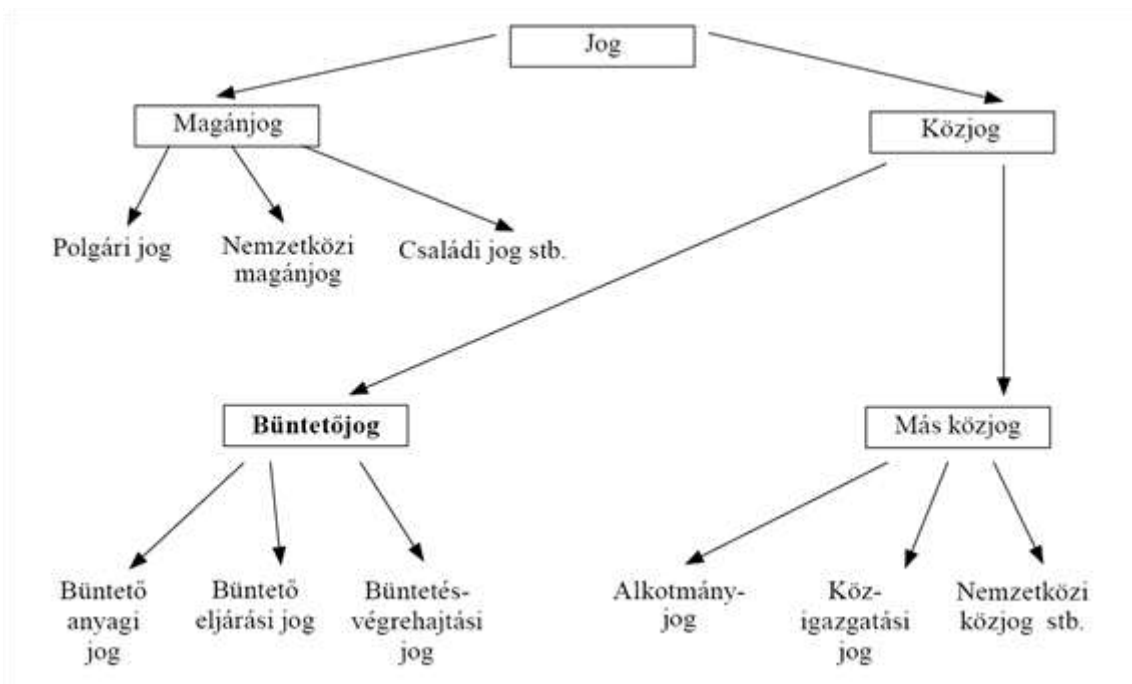 Jog
Magánjog
Közjog
Polgári jog
Nemzetközi
magánjog
Családi jog stb.
Büntetőjog
Más közjog
Büntető
anyagi
jog
Büntető
eljárási jog
Büntetés-
végrehajtási
jog
Alkotmány-
jog
Köz-
igazgatási
jog
Nemzetközi
közjog stb.